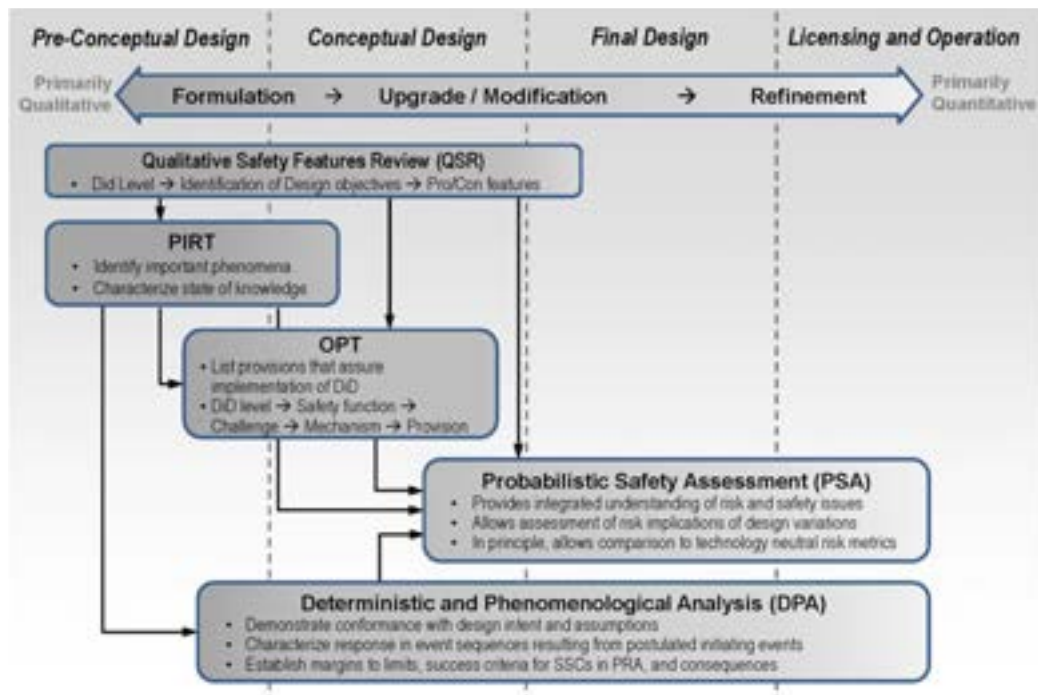 Pre-Conceptual Design
Conceptual Design
Final Design
Licensing and Operation
Primarily
Qualitative
Formulation → Upgrade / Modification → Refinement
Primarily
Quantitative
Qualitative Safety Features Review (QSR)
• Did Level → Identification of Design objectives → Pro/Con features
PIRT
• Identify important phenomena
• Characterize state of knowledge
OPT
• List provisions that assure
implementation of DiD
• DiD level → Safety function →
Challenge → Mechanism → Provision
Probabilistic Safety Assessment (PSA)
• Provides integrated understanding of risk and safety issues
• Allows assessment of risk implications of design variations
• In principle, allows comparison to technology neutral risk metrics
Deterministic and Phenomenological Analysis (DPA)
• Demonstrate conformance with design intent and assumptions
• Characterize response in event sequences resulting from postulated initiating events
• Establish margins to limits, success criteria for SSCs in PRA, and consequences